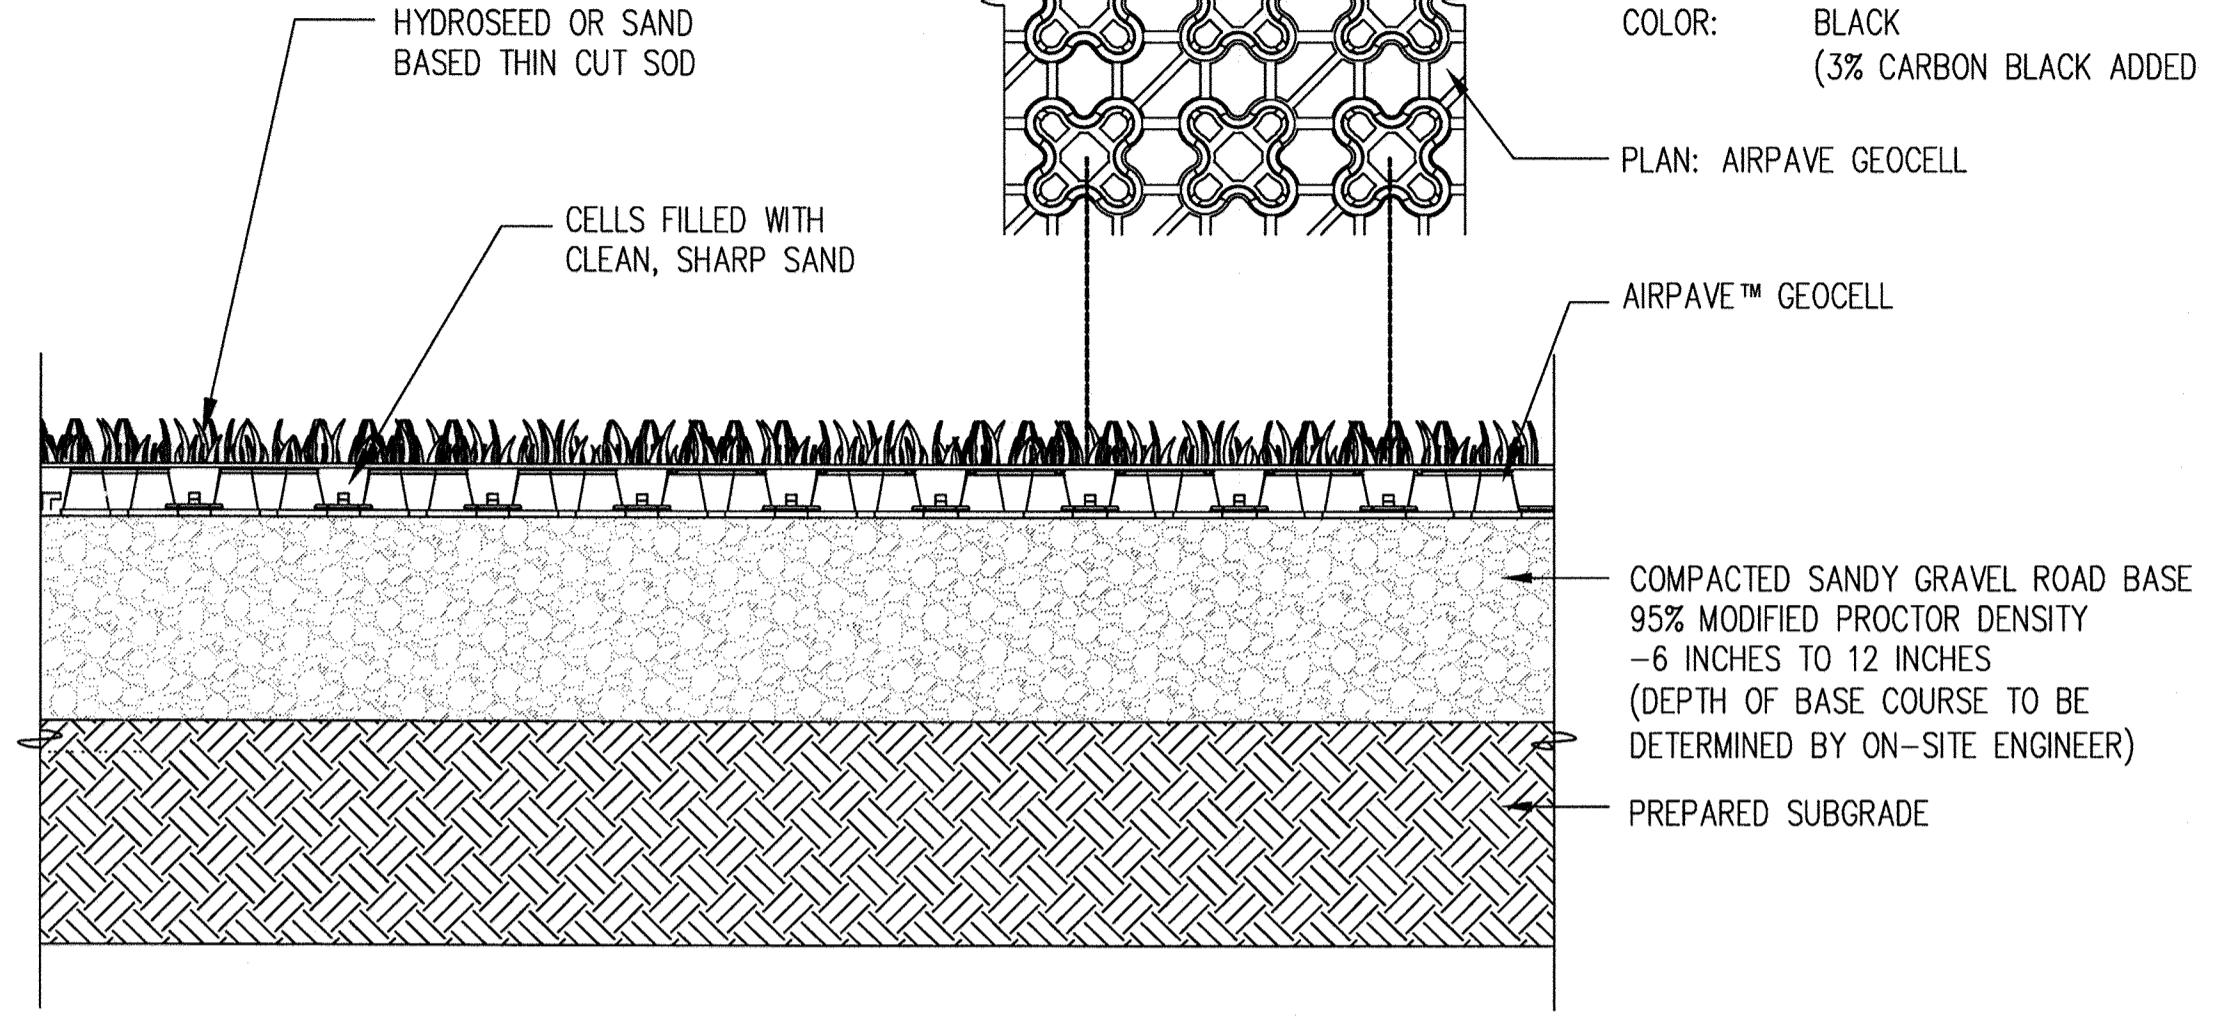 HYDROSEED OR SAND
BASED THIN CUT SOD
COLOR: BLACK
(3% CARBON BLACK ADDED
PLAN: AIRPAVE GEOCELL
CELLS FILLED WITH
CLEAN, SHARP SAND
AIRPAVE™ GEOCELL
COMPACTED SANDY GRAVEL ROAD BASE
95% MODIFIED PROCTOR DENSITY
-6 INCHES TO 12 INCHES
(DEPTH OF BASE COURSE TO BE
DETERMINED BY ON-SITE ENGINEER)
PREPARED SUBGRADE